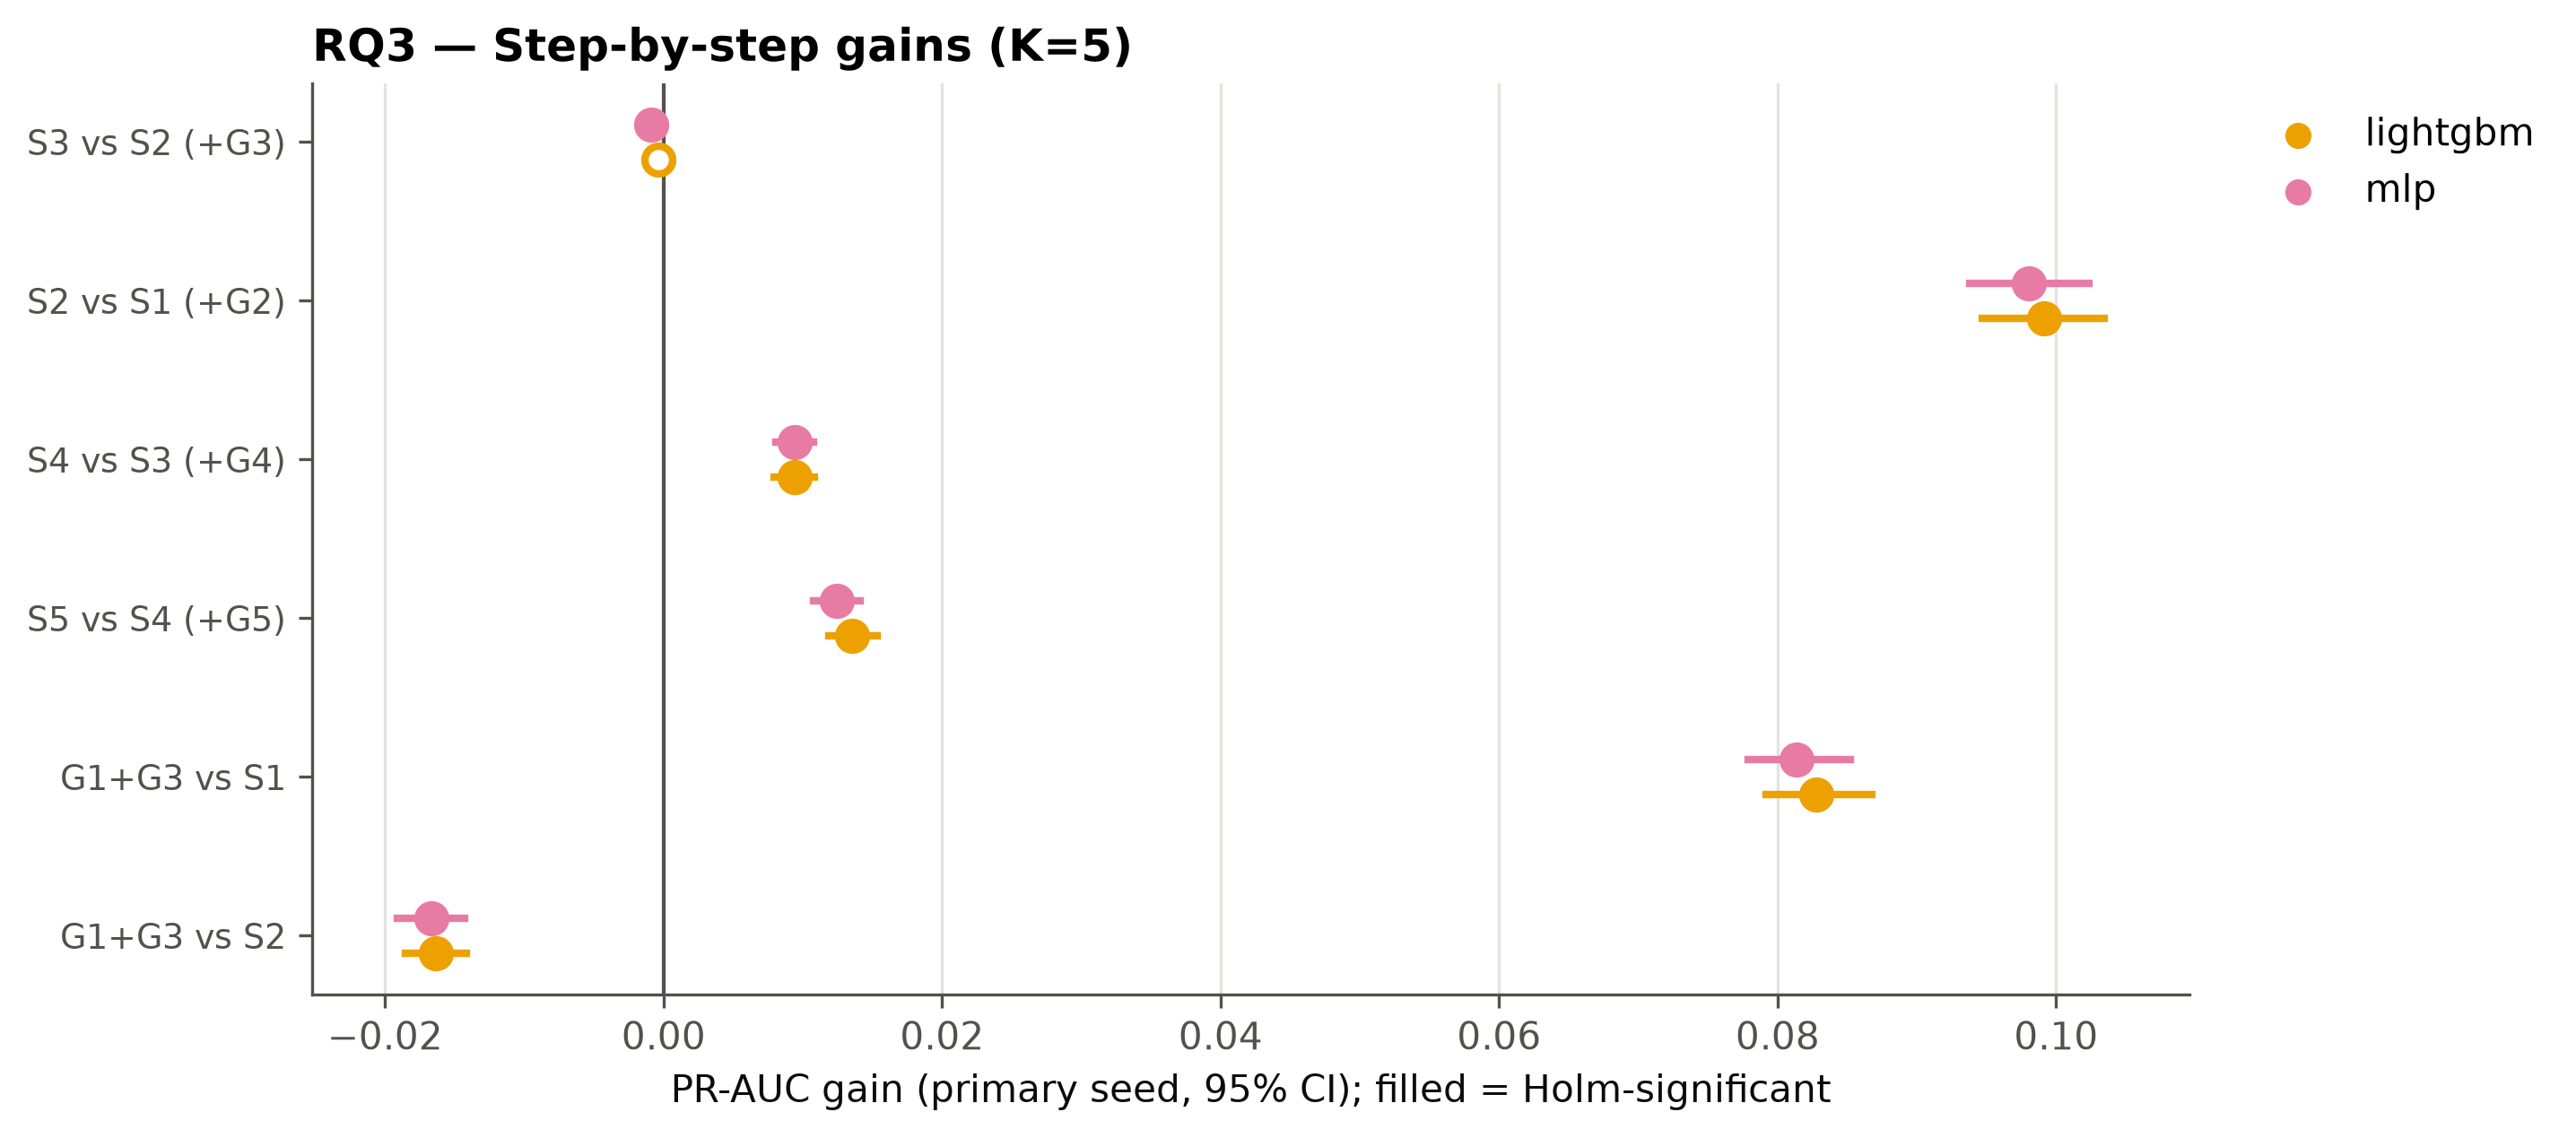 RQ3 — Step-by-step gains (K=5)
lightgbm
mlp
S3 vs S2 (+G3)
S2 vs S1 (+G2)
S4 vs S3 (+G4)
S5 vs S4 (+G5)
G1+G3 vs S1
G1+G3 vs S2
−0.02 0.00 0.02 0.04 0.06 0.08 0.10
PR-AUC gain (primary seed, 95% CI); filled = Holm-significant